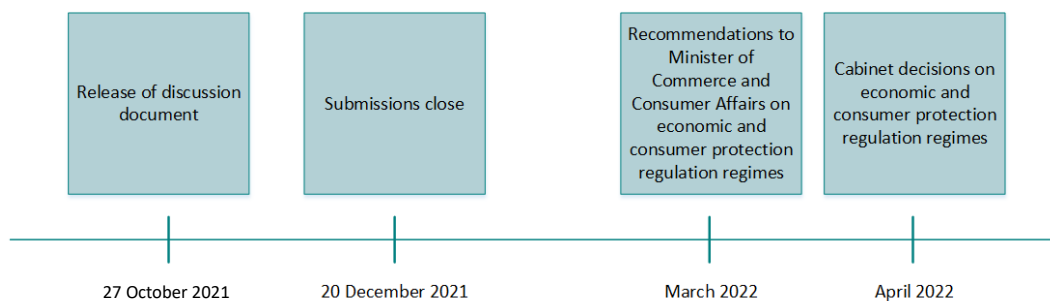 Release of discussion
document
Submissions close
Recommendations to
Minister of
Commerce and
Consumer Affairs on
economic and
consumer protection
regulation regimes
Cabinet decisions on
economic and
consumer protection
regulation regimes
27 October 2021
20 December 2021
March 2022
April 2022